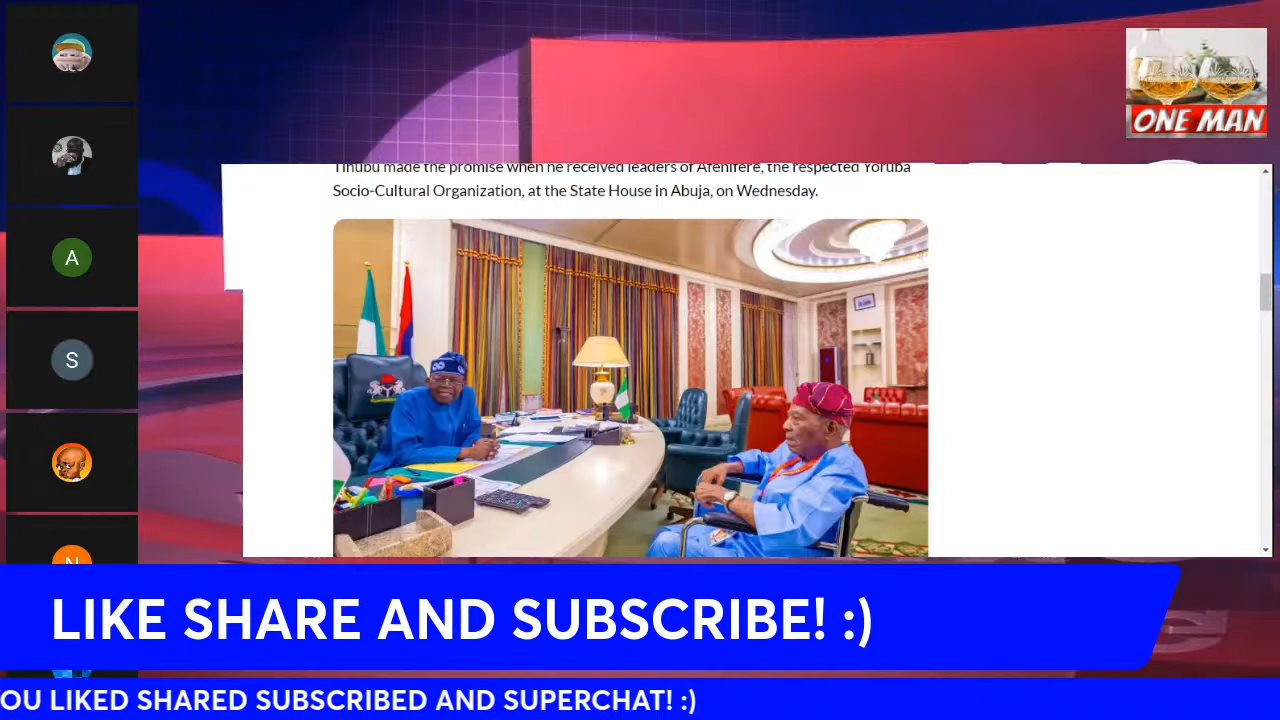 A
S
N
ONE MAN
Tinubu made the promise when he received leaders of Afenifere, the respected Yoruba
Socio-Cultural Organization, at the State House in Abuja, on Wednesday.
LIKE SHARE AND SUBSCRIBE! :)
YOU LIKED SHARED SUBSCRIBED AND SUPERCHAT! :)